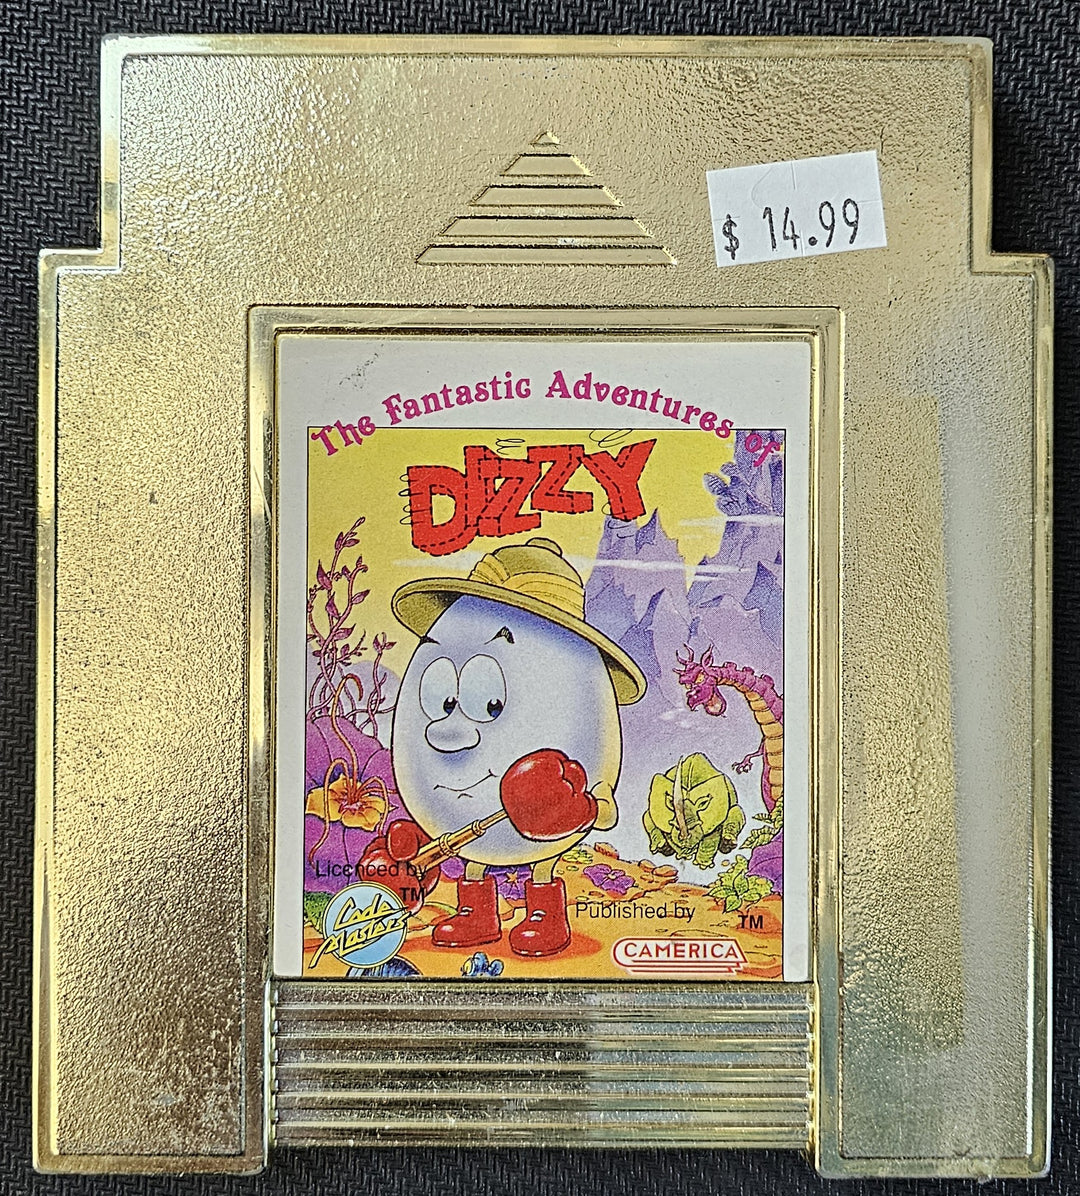 $ 14.99
The Fantastic Adventures of
DIZZY
Licenced by
Code Masters TM
Published by
TM
CAMERICA